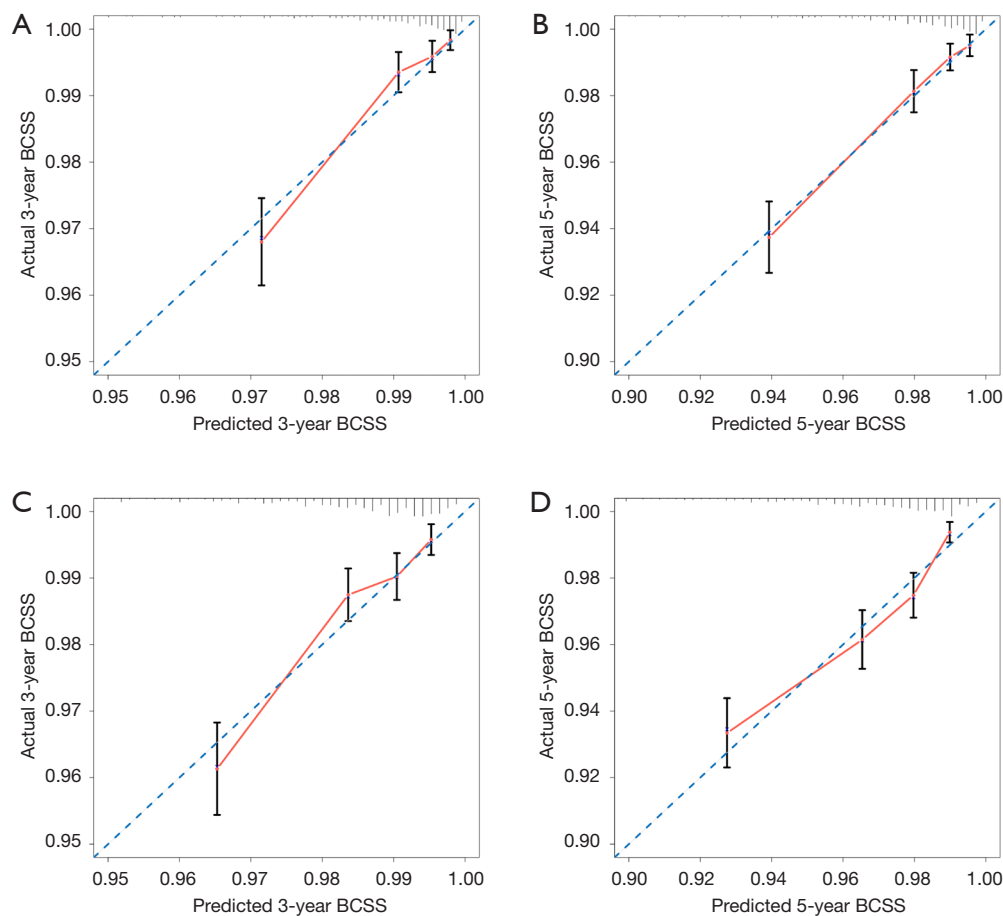 A
Actual 3-year BCSS
1.00
0.99
0.98
0.97
0.96
0.95
0.95 0.96 0.97 0.98 0.99 1.00
Predicted 3-year BCSS
B
Actual 5-year BCSS
1.00
0.98
0.96
0.94
0.92
0.90
0.90 0.92 0.94 0.96 0.98 1.00
Predicted 5-year BCSS
C
Actual 3-year BCSS
1.00
0.99
0.98
0.97
0.96
0.95
0.95 0.96 0.97 0.98 0.99 1.00
Predicted 3-year BCSS
D
Actual 5-year BCSS
1.00
0.98
0.96
0.94
0.92
0.90
0.90 0.92 0.94 0.96 0.98 1.00
Predicted 5-year BCSS